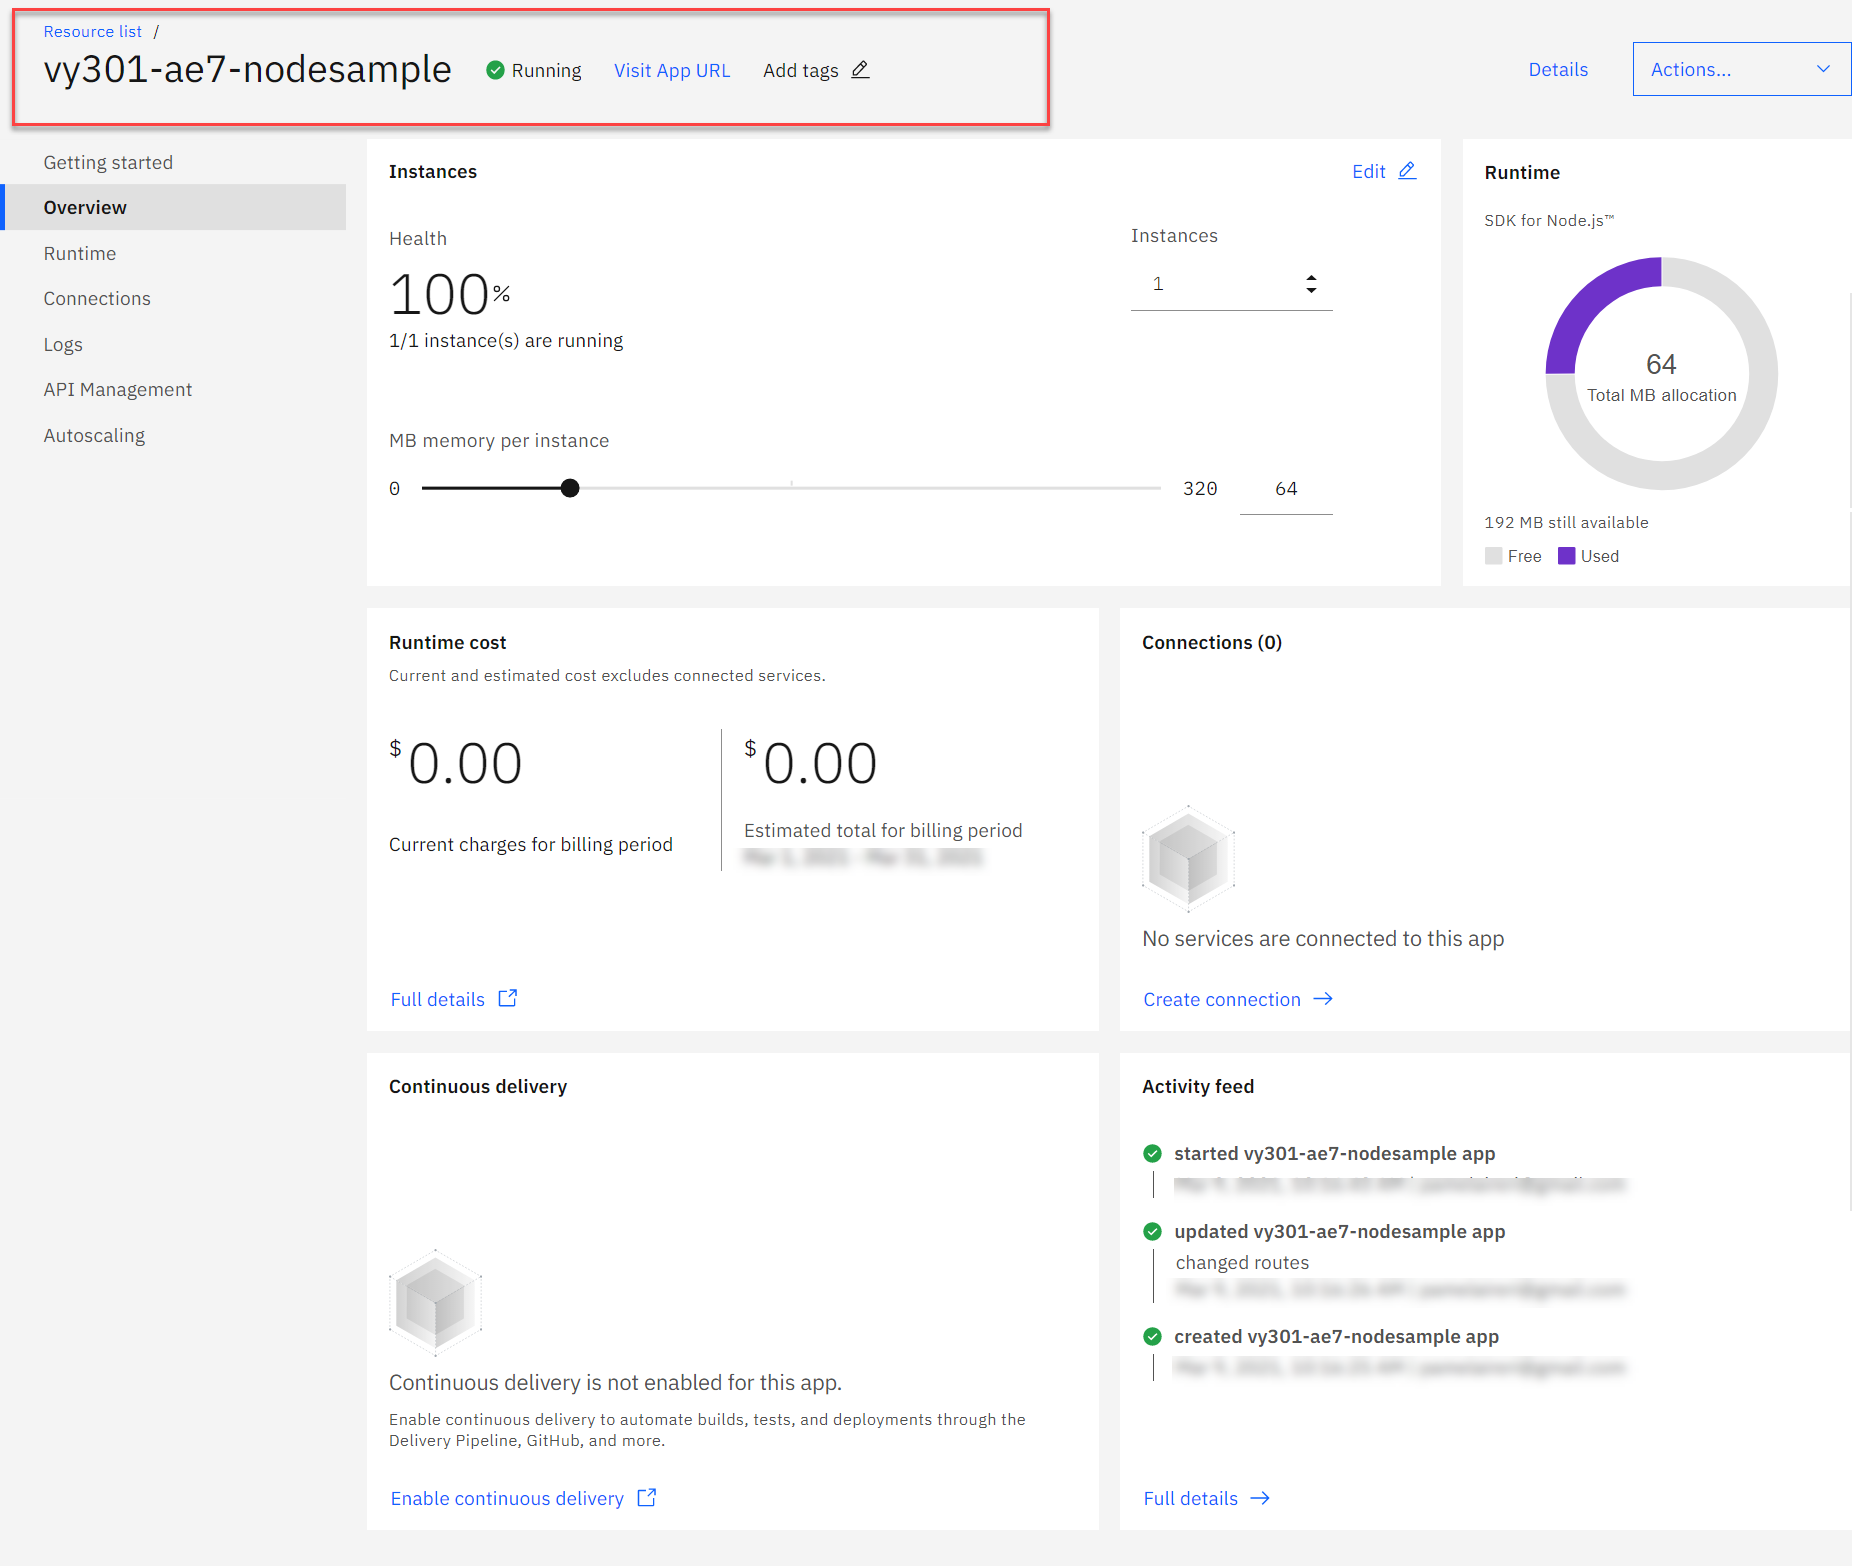 Resource list /
vy301-ae7-nodesample
Running
Visit App URL
Add tags
Details
Actions...
Getting started
Overview
Runtime
Connections
Logs
API Management
Autoscaling
Instances
Edit
Health
100%
1/1 instance(s) are running
Instances
1
MB memory per instance
0
320
64
Runtime
SDK for Node.js™
64
Total MB allocation
192 MB still available
Free
Used
Runtime cost
Current and estimated cost excludes connected services.
$0.00
Current charges for billing period
$0.00
Estimated total for billing period
Full details
Connections (0)
No services are connected to this app
Create connection
Continuous delivery
Continuous delivery is not enabled for this app.
Enable continuous delivery to automate builds, tests, and deployments through the
Delivery Pipeline, GitHub, and more.
Enable continuous delivery
Activity feed
started vy301-ae7-nodesample app
updated vy301-ae7-nodesample app
changed routes
created vy301-ae7-nodesample app
Full details